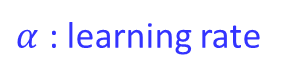 𝛼 : learning rate